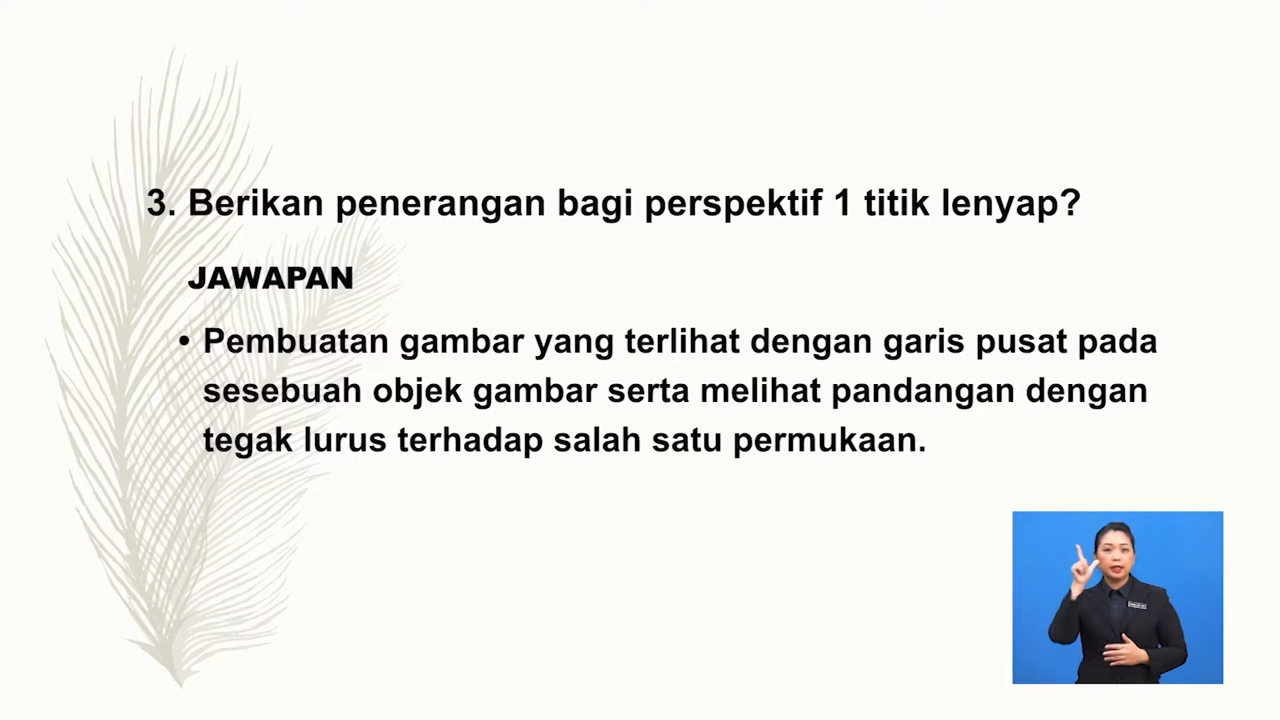 3. Berikan penerangan bagi perspektif 1 titik lenyap?
JAWAPAN
• Pembuatan gambar yang terlihat dengan garis pusat pada
sesebuah objek gambar serta melihat pandangan dengan
tegak lurus terhadap salah satu permukaan.